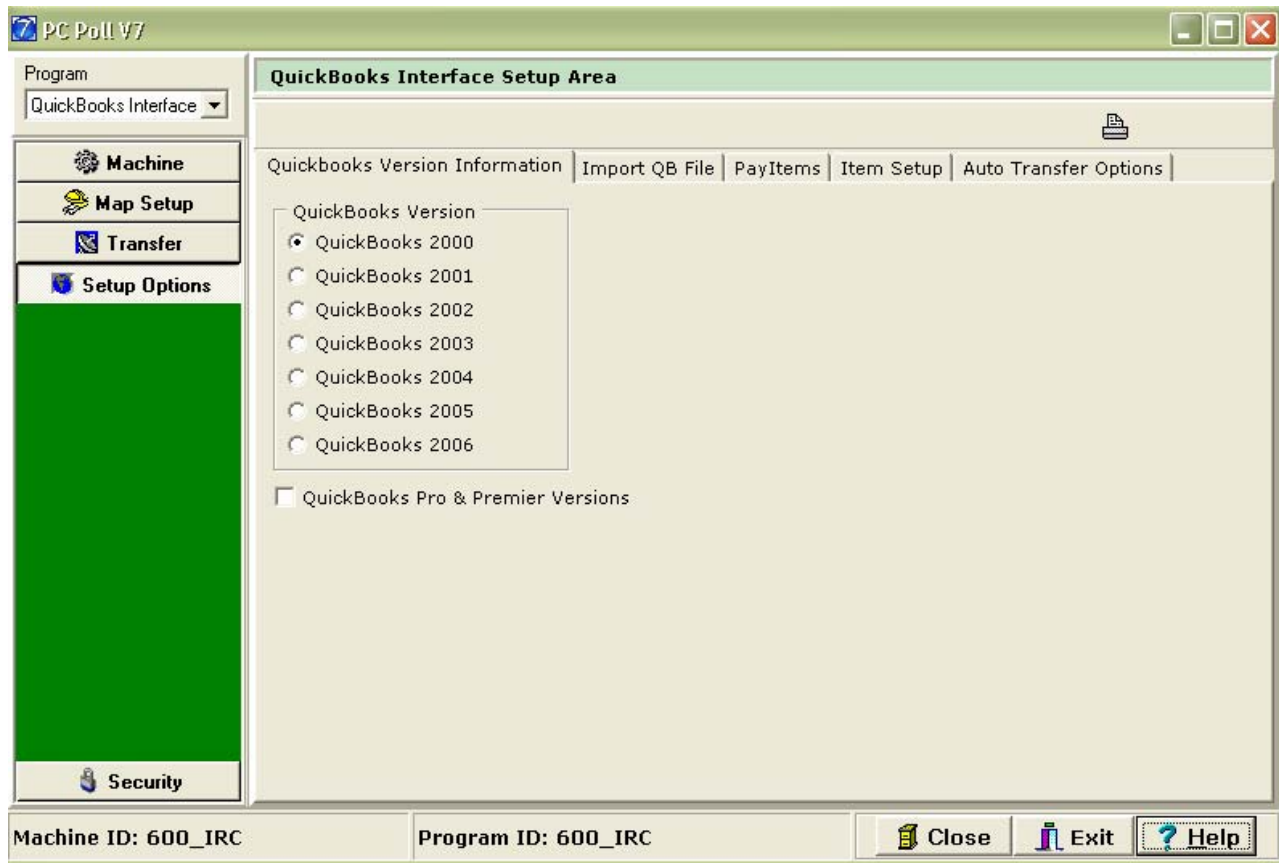 7 PC Poll V7
Program
QuickBooks Interface
QuickBooks Interface Setup Area
Machine
Map Setup
Transfer
Setup Options
Security
Quickbooks Version Information Import QB File PayItems Item Setup Auto Transfer Options
QuickBooks Version
QuickBooks 2000
QuickBooks 2001
QuickBooks 2002
QuickBooks 2003
QuickBooks 2004
QuickBooks 2005
QuickBooks 2006
QuickBooks Pro & Premier Versions
Machine ID: 600_IRC Program ID: 600_IRC Close Exit ? Help